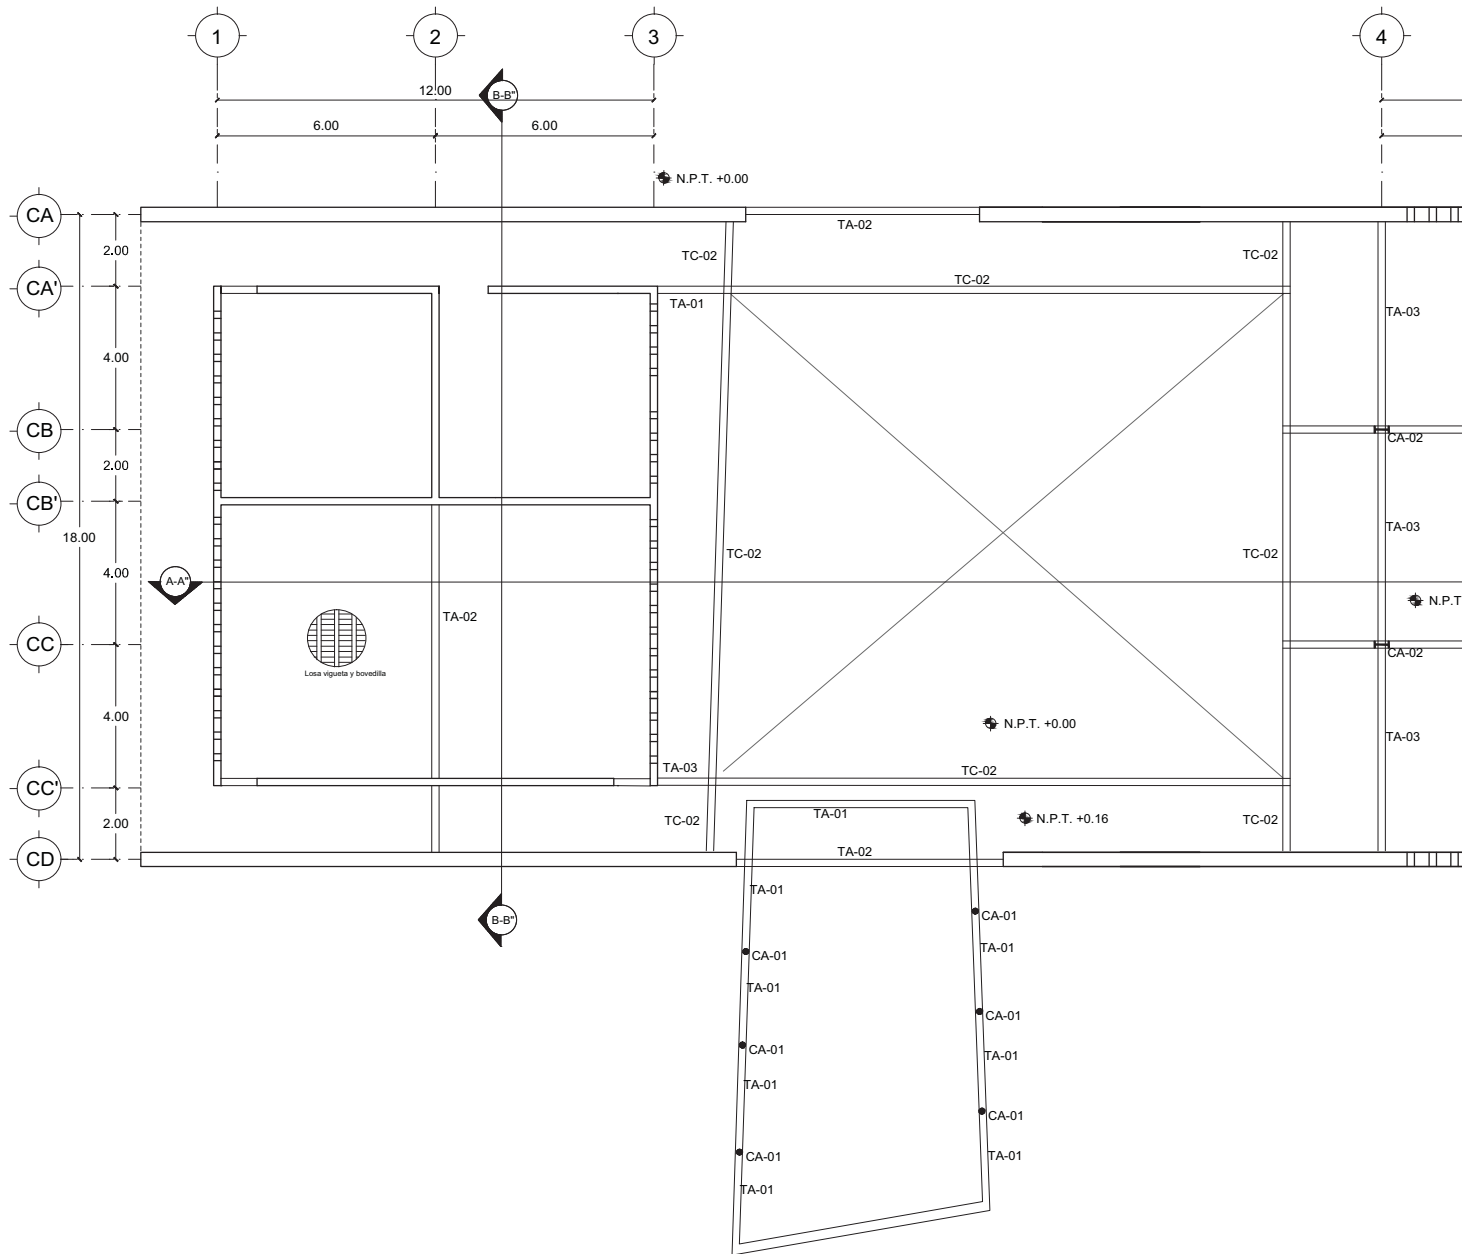 1
2
3
4
12.00
B-B"
6.00
6.00
N.P.T. +0.00
CA
TA-02
2.00
TC-02
TC-02
TC-02
CA'
TA-01
TA-03
4.00
CB
CA-02
2.00
CB'
18.00
TC-02
TC-02
TA-03
4.00
A-A"
N.P.T
TA-02
CC
CA-02
Losa vigueta y bovedilla
4.00
N.P.T. +0.00
TA-03
TA-03
TC-02
CC'
2.00
TC-02
TA-01
N.P.T. +0.16
TC-02
CD
TA-02
TA-01
B-B"
CA-01
TA-01
CA-01
TA-01
CA-01
CA-01
TA-01
TA-01
CA-01
CA-01
TA-01
TA-01